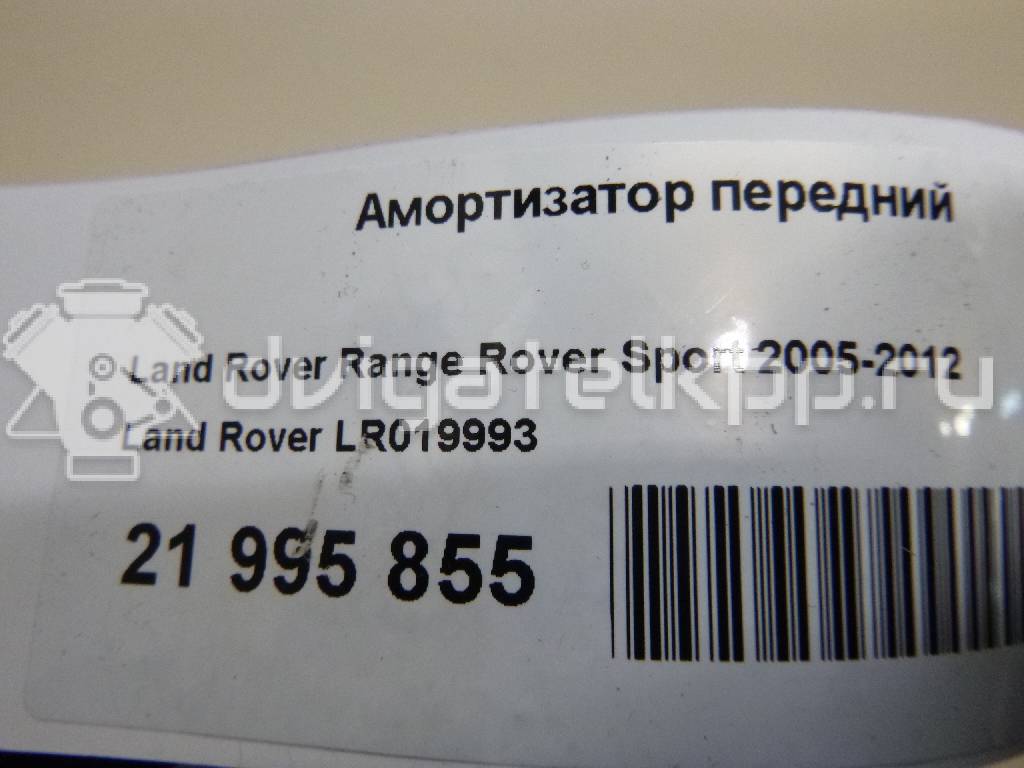 Амортизатор передний
Land Rover Range Rover Sport 2005-2012
dvigatelkpp.ru
Land Rover LR019993
21 995 855